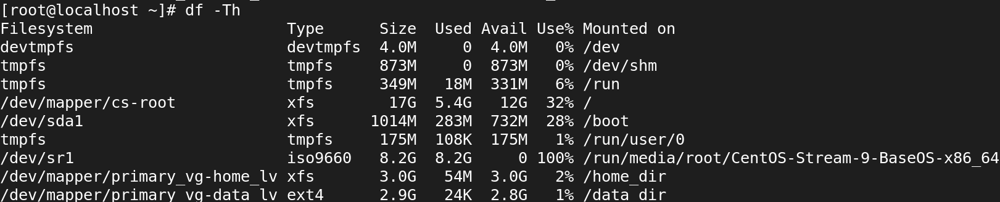 [root@localhost ~]# df -Th
Filesystem                     Type      Size  Used Avail Use% Mounted on
devtmpfs                       devtmpfs  4.0M     0  4.0M   0% /dev
tmpfs                          tmpfs     873M     0  873M   0% /dev/shm
tmpfs                          tmpfs     349M   18M  331M   6% /run
/dev/mapper/cs-root            xfs        17G  5.4G   12G  32% /
/dev/sda1                      xfs      1014M  283M  732M  28% /boot
tmpfs                          tmpfs     175M  108K  175M   1% /run/user/0
/dev/sr1                       iso9660   8.2G  8.2G     0 100% /run/media/root/CentOS-Stream-9-BaseOS-x86_64
/dev/mapper/primary_vg-home_lv xfs       3.0G   54M  3.0G   2% /home_dir
/dev/mapper/primary_vg-data_lv ext4      2.9G   24K  2.8G   1% /data_dir